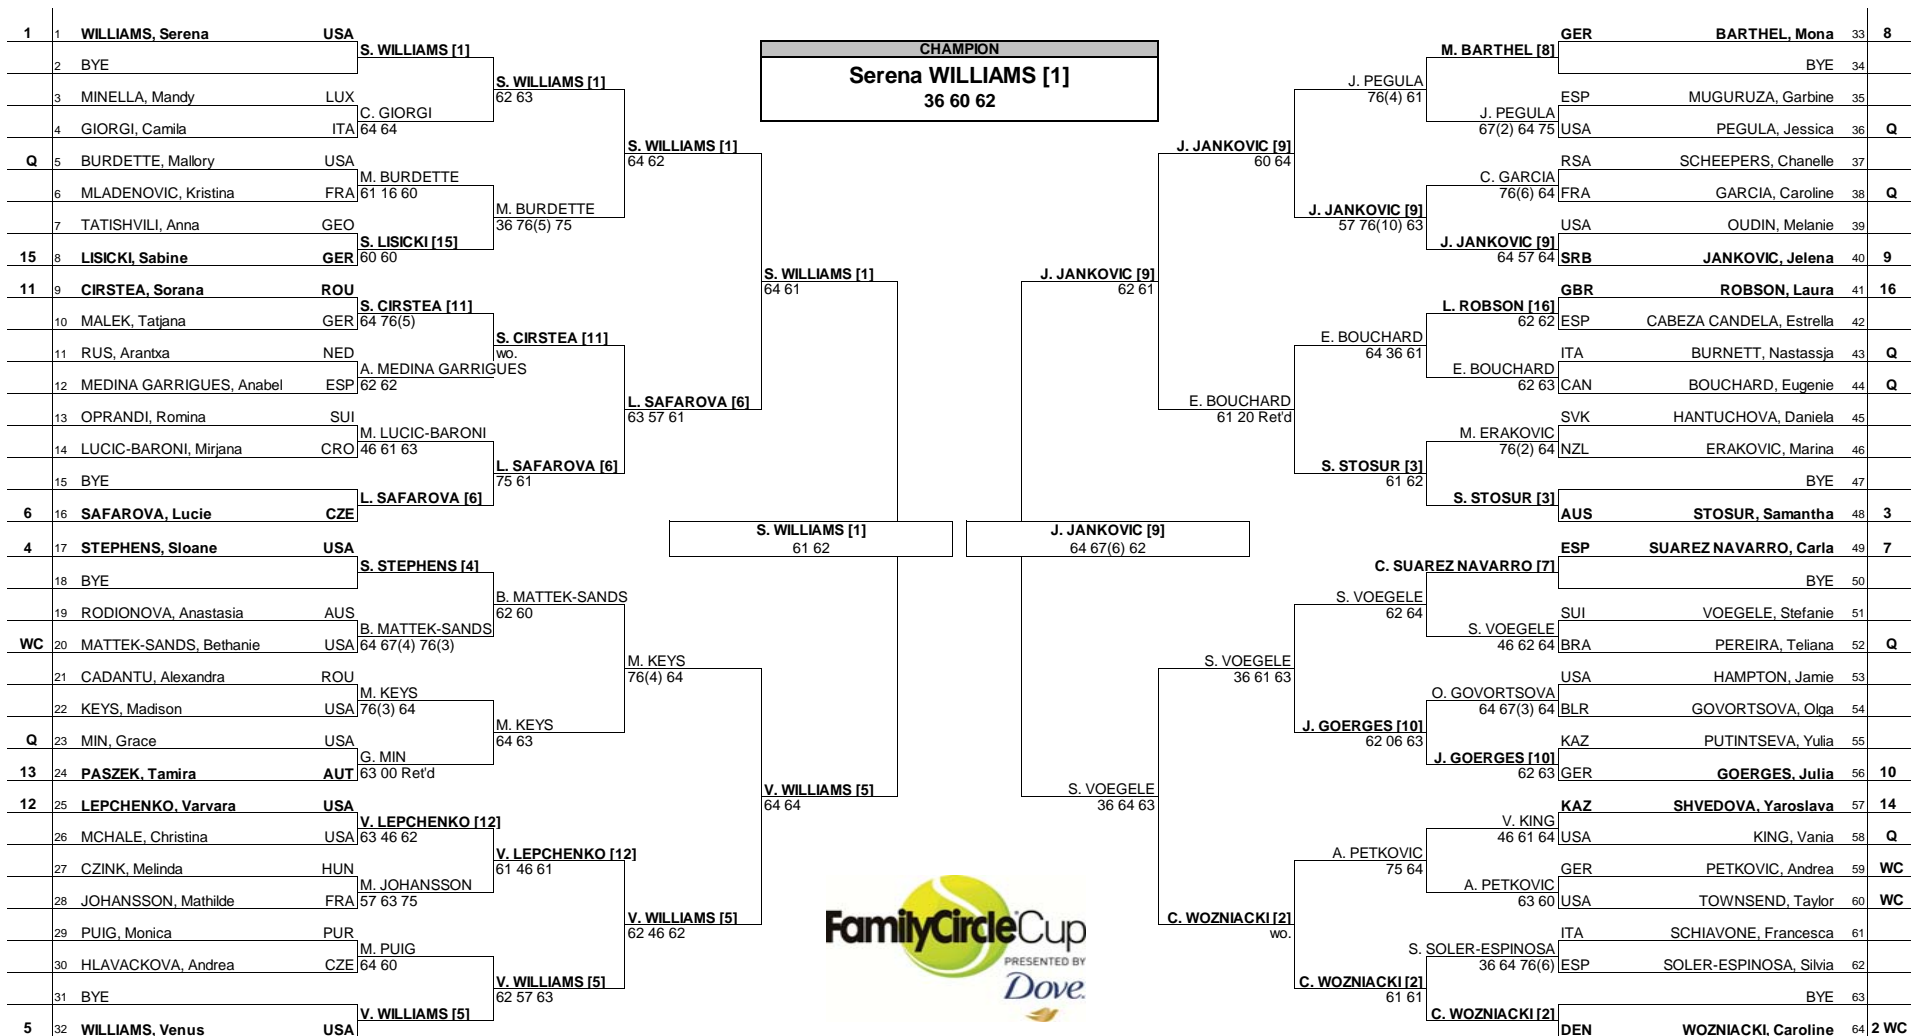 1 1 WILLIAMS, Serena USA
S. WILLIAMS [1]
2 BYE
S. WILLIAMS [1]
62 63
3 MINELLA, Mandy LUX
C. GIORGI
4 GIORGI, Camila ITA 64 64
S. WILLIAMS [1]
64 62
Q 5 BURDETTE, Mallory USA
M. BURDETTE
6 MLADENOVIC, Kristina FRA 61 16 60
M. BURDETTE
36 76(5) 75
7 TATISHVILI, Anna GEO
S. LISICKI [15]
15 8 LISICKI, Sabine GER 60 60
S. WILLIAMS [1]
64 61
11 9 CIRSTEA, Sorana ROU
S. CIRSTEA [11]
10 MALEK, Tatjana GER 64 76(5)
S. CIRSTEA [11]
wo.
11 RUS, Arantxa NED
A. MEDINA GARRIGUES
12 MEDINA GARRIGUES, Anabel ESP 62 62
L. SAFAROVA [6]
63 57 61
13 OPRANDI, Romina SUI
M. LUCIC-BARONI
14 LUCIC-BARONI, Mirjana CRO 46 61 63
L. SAFAROVA [6]
75 61
15 BYE
L. SAFAROVA [6]
6 16 SAFAROVA, Lucie CZE
S. WILLIAMS [1]
61 62
4 17 STEPHENS, Sloane USA
S. STEPHENS [4]
18 BYE
B. MATTEK-SANDS
62 60
19 RODIONOVA, Anastasia AUS
B. MATTEK-SANDS
WC 20 MATTEK-SANDS, Bethanie USA 64 67(4) 76(3)
M. KEYS
76(4) 64
21 CADANTU, Alexandra ROU
M. KEYS
22 KEYS, Madison USA 76(3) 64
M. KEYS
64 63
Q 23 MIN, Grace USA
G. MIN
13 24 PASZEK, Tamira AUT 63 00 Ret'd
V. WILLIAMS [5]
64 64
12 25 LEPCHENKO, Varvara USA
V. LEPCHENKO [12]
26 MCHALE, Christina USA 63 46 62
V. LEPCHENKO [12]
61 46 61
27 CZINK, Melinda HUN
M. JOHANSSON
28 JOHANSSON, Mathilde FRA 57 63 75
V. WILLIAMS [5]
62 46 62
29 PUIG, Monica PUR
M. PUIG
30 HLAVACKOVA, Andrea CZE 64 60
V. WILLIAMS [5]
62 57 63
31 BYE
V. WILLIAMS [5]
5 32 WILLIAMS, Venus USA
CHAMPION
Serena WILLIAMS [1]
36 60 62
GER BARTHEL, Mona 33 8
M. BARTHEL [8]
BYE 34
J. PEGULA
76(4) 61
ESP MUGURUZA, Garbine 35
J. PEGULA
67(2) 64 75 USA PEGULA, Jessica 36 Q
J. JANKOVIC [9]
60 64
RSA SCHEEPERS, Chanelle 37
C. GARCIA
76(6) 64 FRA GARCIA, Caroline 38 Q
J. JANKOVIC [9]
57 76(10) 63
USA OUDIN, Melanie 39
J. JANKOVIC [9]
64 57 64 SRB JANKOVIC, Jelena 40 9
J. JANKOVIC [9]
62 61
GBR ROBSON, Laura 41 16
L. ROBSON [16]
62 62 ESP CABEZA CANDELA, Estrella 42
E. BOUCHARD
64 36 61
ITA BURNETT, Nastassja 43 Q
E. BOUCHARD
62 63 CAN BOUCHARD, Eugenie 44 Q
E. BOUCHARD
61 20 Ret'd
SVK HANTUCHOVA, Daniela 45
M. ERAKOVIC
76(2) 64 NZL ERAKOVIC, Marina 46
S. STOSUR [3]
61 62
BYE 47
S. STOSUR [3]
AUS STOSUR, Samantha 48 3
J. JANKOVIC [9]
64 67(6) 62
ESP SUAREZ NAVARRO, Carla 49 7
C. SUAREZ NAVARRO [7]
BYE 50
S. VOEGELE
62 64
SUI VOEGELE, Stefanie 51
S. VOEGELE
46 62 64 BRA PEREIRA, Teliana 52 Q
S. VOEGELE
36 61 63
USA HAMPTON, Jamie 53
O. GOVORTSOVA
64 67(3) 64 BLR GOVORTSOVA, Olga 54
J. GOERGES [10]
62 06 63
KAZ PUTINTSEVA, Yulia 55
J. GOERGES [10]
62 63 GER GOERGES, Julia 56 10
S. VOEGELE
36 64 63
KAZ SHVEDOVA, Yaroslava 57 14
V. KING
46 61 64 USA KING, Vania 58 Q
A. PETKOVIC
75 64
GER PETKOVIC, Andrea 59 WC
A. PETKOVIC
63 60 USA TOWNSEND, Taylor 60 WC
C. WOZNIACKI [2]
wo.
ITA SCHIAVONE, Francesca 61
S. SOLER-ESPINOSA
36 64 76(6) ESP SOLER-ESPINOSA, Silvia 62
C. WOZNIACKI [2]
61 61
BYE 63
C. WOZNIACKI [2]
DEN WOZNIACKI, Caroline 64 2 WC
FamilyCircle Cup
PRESENTED BY
Dove.